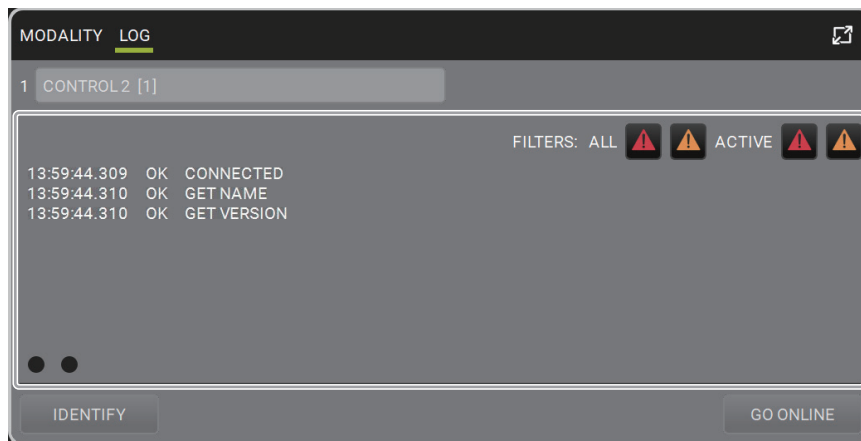 MODALITY LOG
1 CONTROL 2 [1]
FILTERS: ALL ACTIVE
13:59:44.309 OK CONNECTED
13:59:44.310 OK GET NAME
13:59:44.310 OK GET VERSION
IDENTIFY GO ONLINE